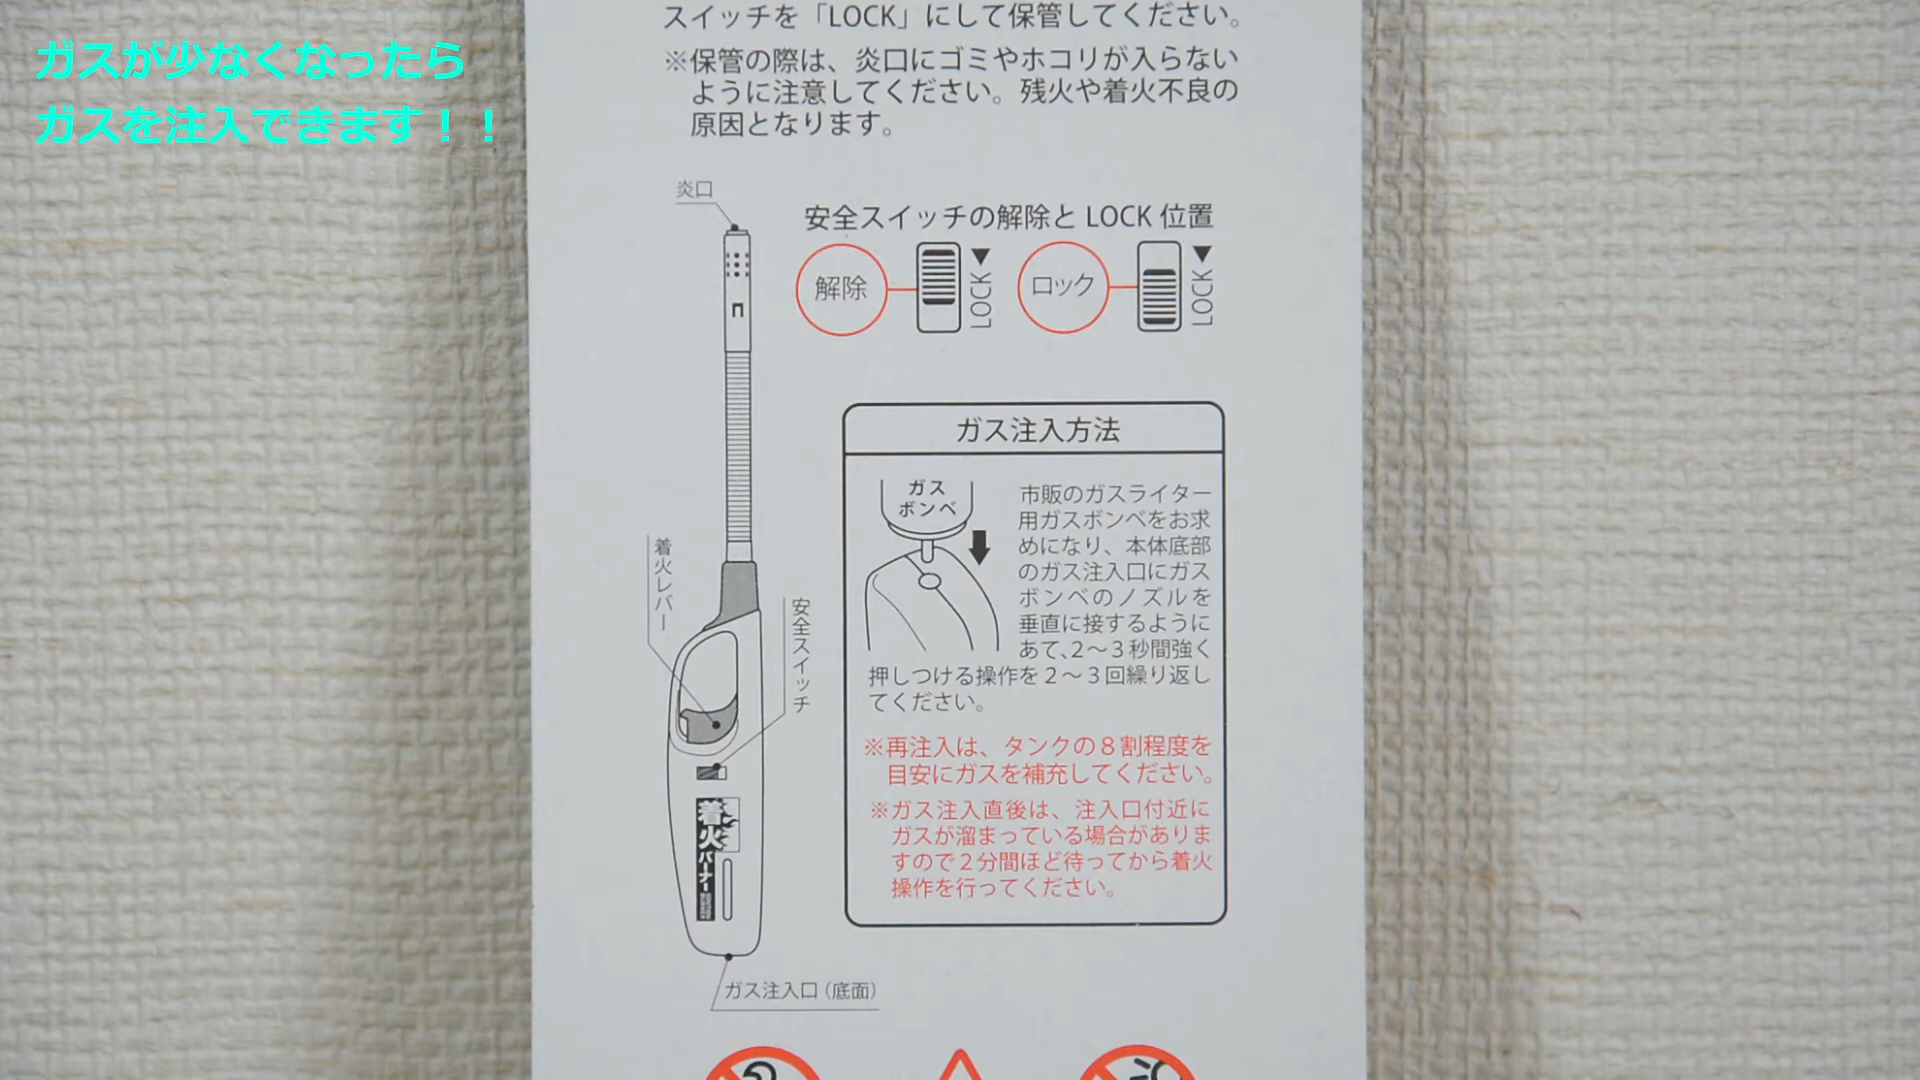 ガスが少なくなったら
ガスを注入できます！！
スイッチを「LOCK」にして保管してください。
※保管の際は、炎口にゴミやホコリが入らない
ように注意してください。残火や着火不良の
原因となります。
炎口
安全スイッチの解除と LOCK 位置
解除
LOCK
ロック
LOCK
ガス注入方法
ガス
ボンベ
市販のガスライター
用ガスボンベをお求
めになり、本体底部
のガス注入口にガス
ボンベのノズルを
垂直に接するように
あて、2～3秒間強く
押しつける操作を2～3回繰り返し
てください。
※再注入は、タンクの8割程度を
目安にガスを補充してください。
※ガス注入直後は、注入口付近に
ガスが溜まっている場合がありま
すので2分間ほど待ってから着火
操作を行ってください。
着火レバー
安全スイッチ
着火バーナー
ガス注入口（底面）